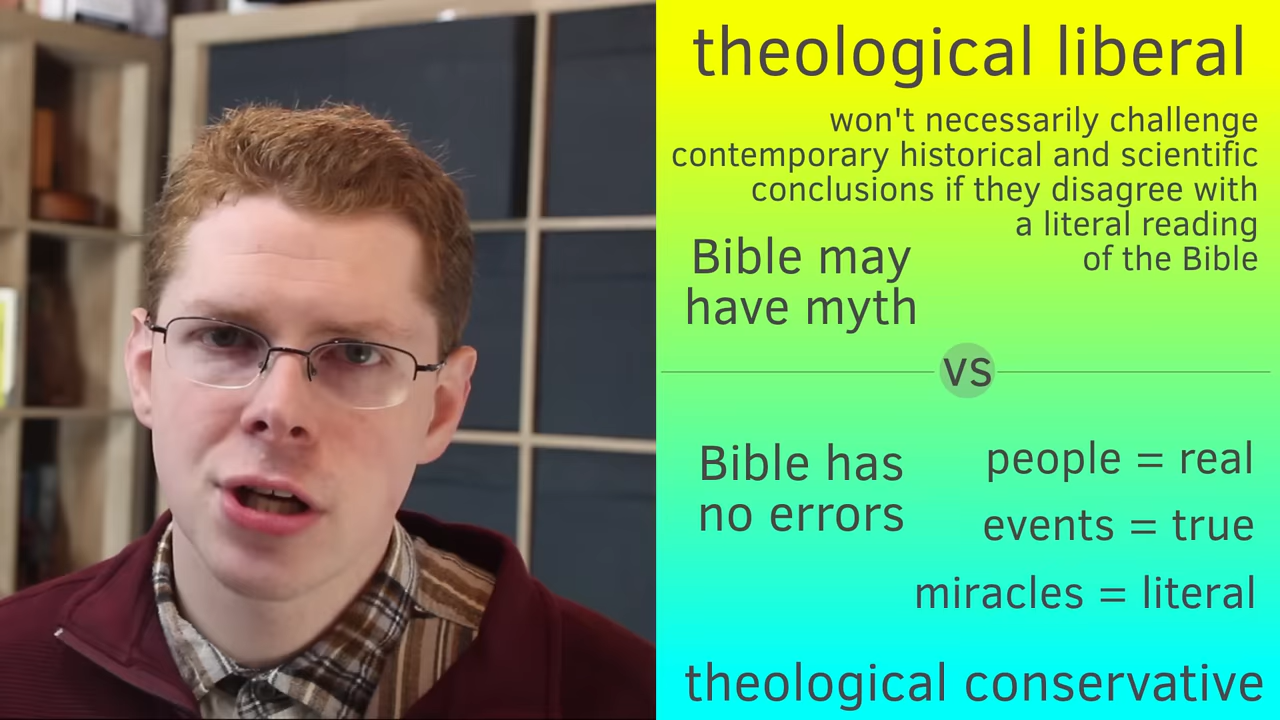 theological liberal
won't necessarily challenge
contemporary historical and scientific
conclusions if they disagree with
a literal reading
of the Bible
Bible may
have myth
vs
Bible has
no errors
people = real
events = true
miracles = literal
theological conservative